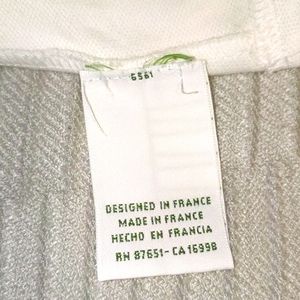 6561
L
DESIGNED IN FRANCE
MADE IN FRANCE
HECHO EN FRANCIA
RN 87651-CA 16998